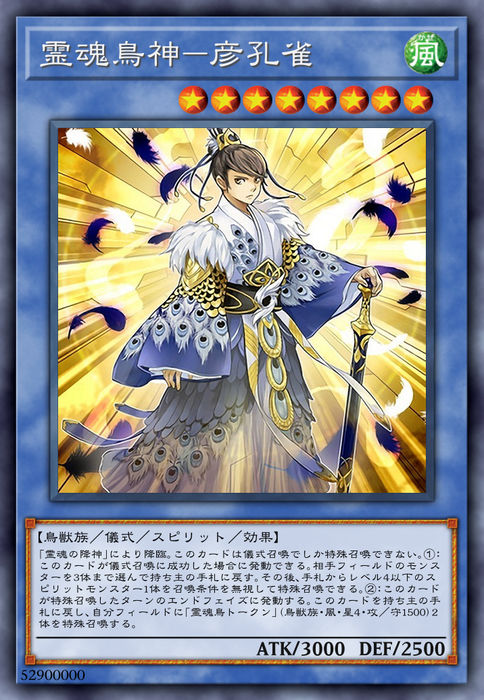 霊魂鳥神－彦孔雀
かぜ
風
【鳥獣族／儀式／スピリット／効果】
「霊魂の降神」により降臨。このカードは儀式召喚でしか特殊召喚できない。①：
このカードが儀式召喚に成功した場合に発動できる。相手フィールドのモンス
ターを3体まで選んで持ち主の手札に戻す。その後、手札からレベル4以下のス
ピリットモンスター1体を召喚条件を無視して特殊召喚できる。②：このカード
が特殊召喚したターンのエンドフェイズに発動する。このカードを持ち主の手
札に戻し、自分フィールドに「霊魂鳥トークン」(鳥獣族・風・星4・攻／守1500)2
体を特殊召喚する。
ATK/3000 DEF/2500
52900000